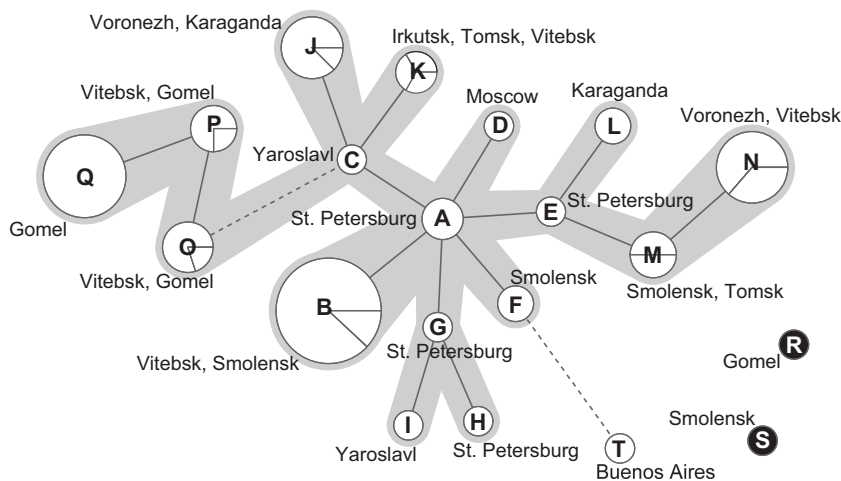 Voronezh, Karaganda
J
Irkutsk, Tomsk, Vitebsk
K
Vitebsk, Gomel
P
Moscow
D
Karaganda
L
Voronezh, Vitebsk
N
Q
Gomel
Yaroslavl
C
St. Petersburg
A
E
St. Petersburg
O
Vitebsk, Gomel
M
Smolensk, Tomsk
B
Vitebsk, Smolensk
Smolensk
F
G
St. Petersburg
R
Gomel
I
Yaroslavl
H
St. Petersburg
Smolensk
S
T
Buenos Aires